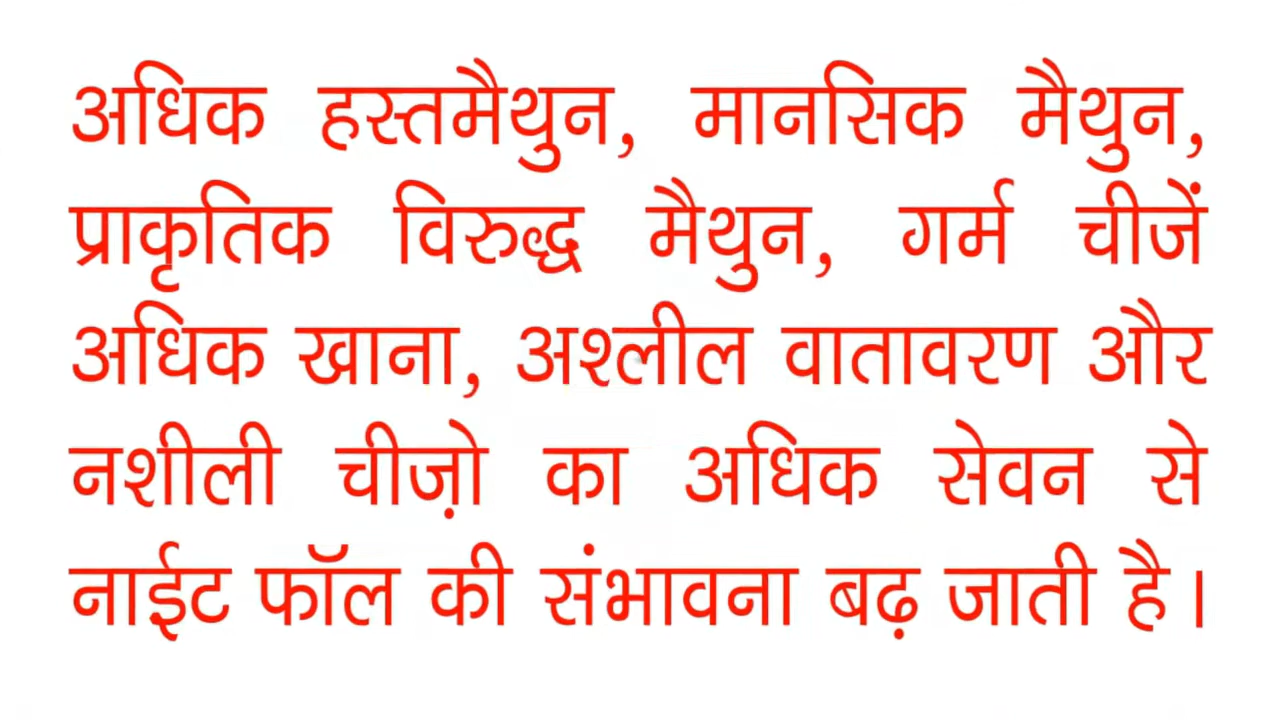 अधिक हस्तमैथुन, मानसिक मैथुन,
प्राकृतिक विरुद्ध मैथुन, गर्म चीजें
अधिक खाना, अश्लील वातावरण और
नशीली चीज़ो का अधिक सेवन से
नाईट फॉल की संभावना बढ़ जाती है।